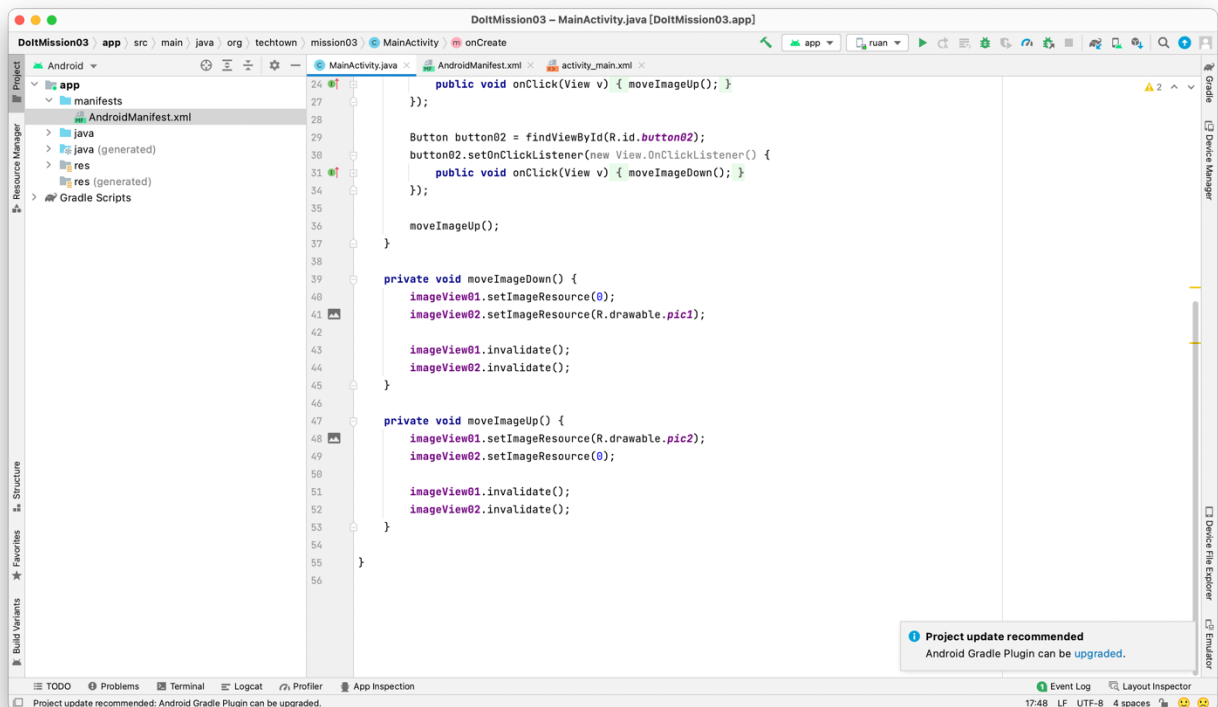 DoItMission03 – MainActivity.java [DoItMission03.app]
DoItMission03 〉 app 〉 src 〉 main 〉 java 〉 org 〉 techtown 〉 mission03 〉 C MainActivity 〉 m onCreate
app
ruan
Project
Android
app
manifests
AndroidManifest.xml
java
java (generated)
res
res (generated)
Gradle Scripts
Resource Manager
Structure
Favorites
Build Variants
MainActivity.java
AndroidManifest.xml
activity_main.xml
2
24 public void onClick(View v) { moveImageUp(); }
27 });
28
29 Button button02 = findViewById(R.id.button02);
30 button02.setOnClickListener(new View.OnClickListener() {
31 public void onClick(View v) { moveImageDown(); }
34 });
35
36 moveImageUp();
37 }
38
39 private void moveImageDown() {
40 imageView01.setImageResource(0);
41 imageView02.setImageResource(R.drawable.pic1);
42
43 imageView01.invalidate();
44 imageView02.invalidate();
45 }
46
47 private void moveImageUp() {
48 imageView01.setImageResource(R.drawable.pic2);
49 imageView02.setImageResource(0);
50
51 imageView01.invalidate();
52 imageView02.invalidate();
53 }
54
55 }
56
Gradle
Device Manager
Device File Explorer
Emulator
Project update recommended
Android Gradle Plugin can be upgraded.
TODO Problems Terminal Logcat Profiler App Inspection
1 Event Log Layout Inspector
Project update recommended: Android Gradle Plugin can be upgraded.
17:48 LF UTF-8 4 spaces